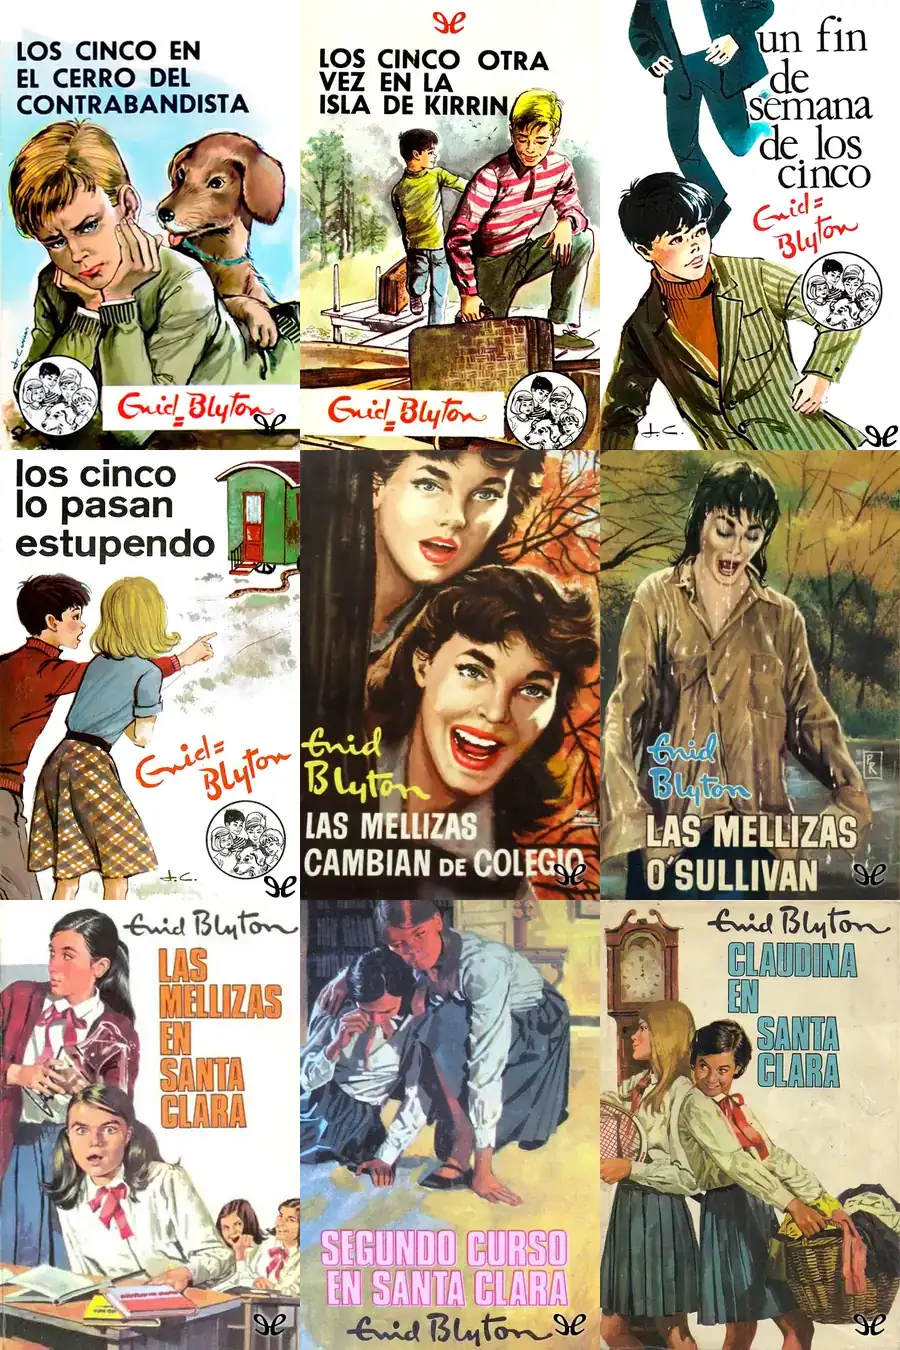 LOS CINCO EN
EL CERRO DEL
CONTRABANDISTA
Enid Blyton
LOS CINCO OTRA
VEZ EN LA
ISLA DE KIRRIN
Enid Blyton
un fin
de
semana
de los
cinco
Enid
Blyton
J.C.
los cinco
lo pasan
estupendo
Enid
Blyton
J.C.
Enid
Blyton
LAS MELLIZAS
CAMBIAN DE COLEGIO
Enid
Blyton
PR
LAS MELLIZAS
O'SULLIVAN
Enid Blyton
LAS
MELLIZAS
EN
SANTA
CLARA
SEGUNDO CURSO
EN SANTA CLARA
Enid Blyton
Enid Blyton
CLAUDINA
EN
SANTA
CLARA